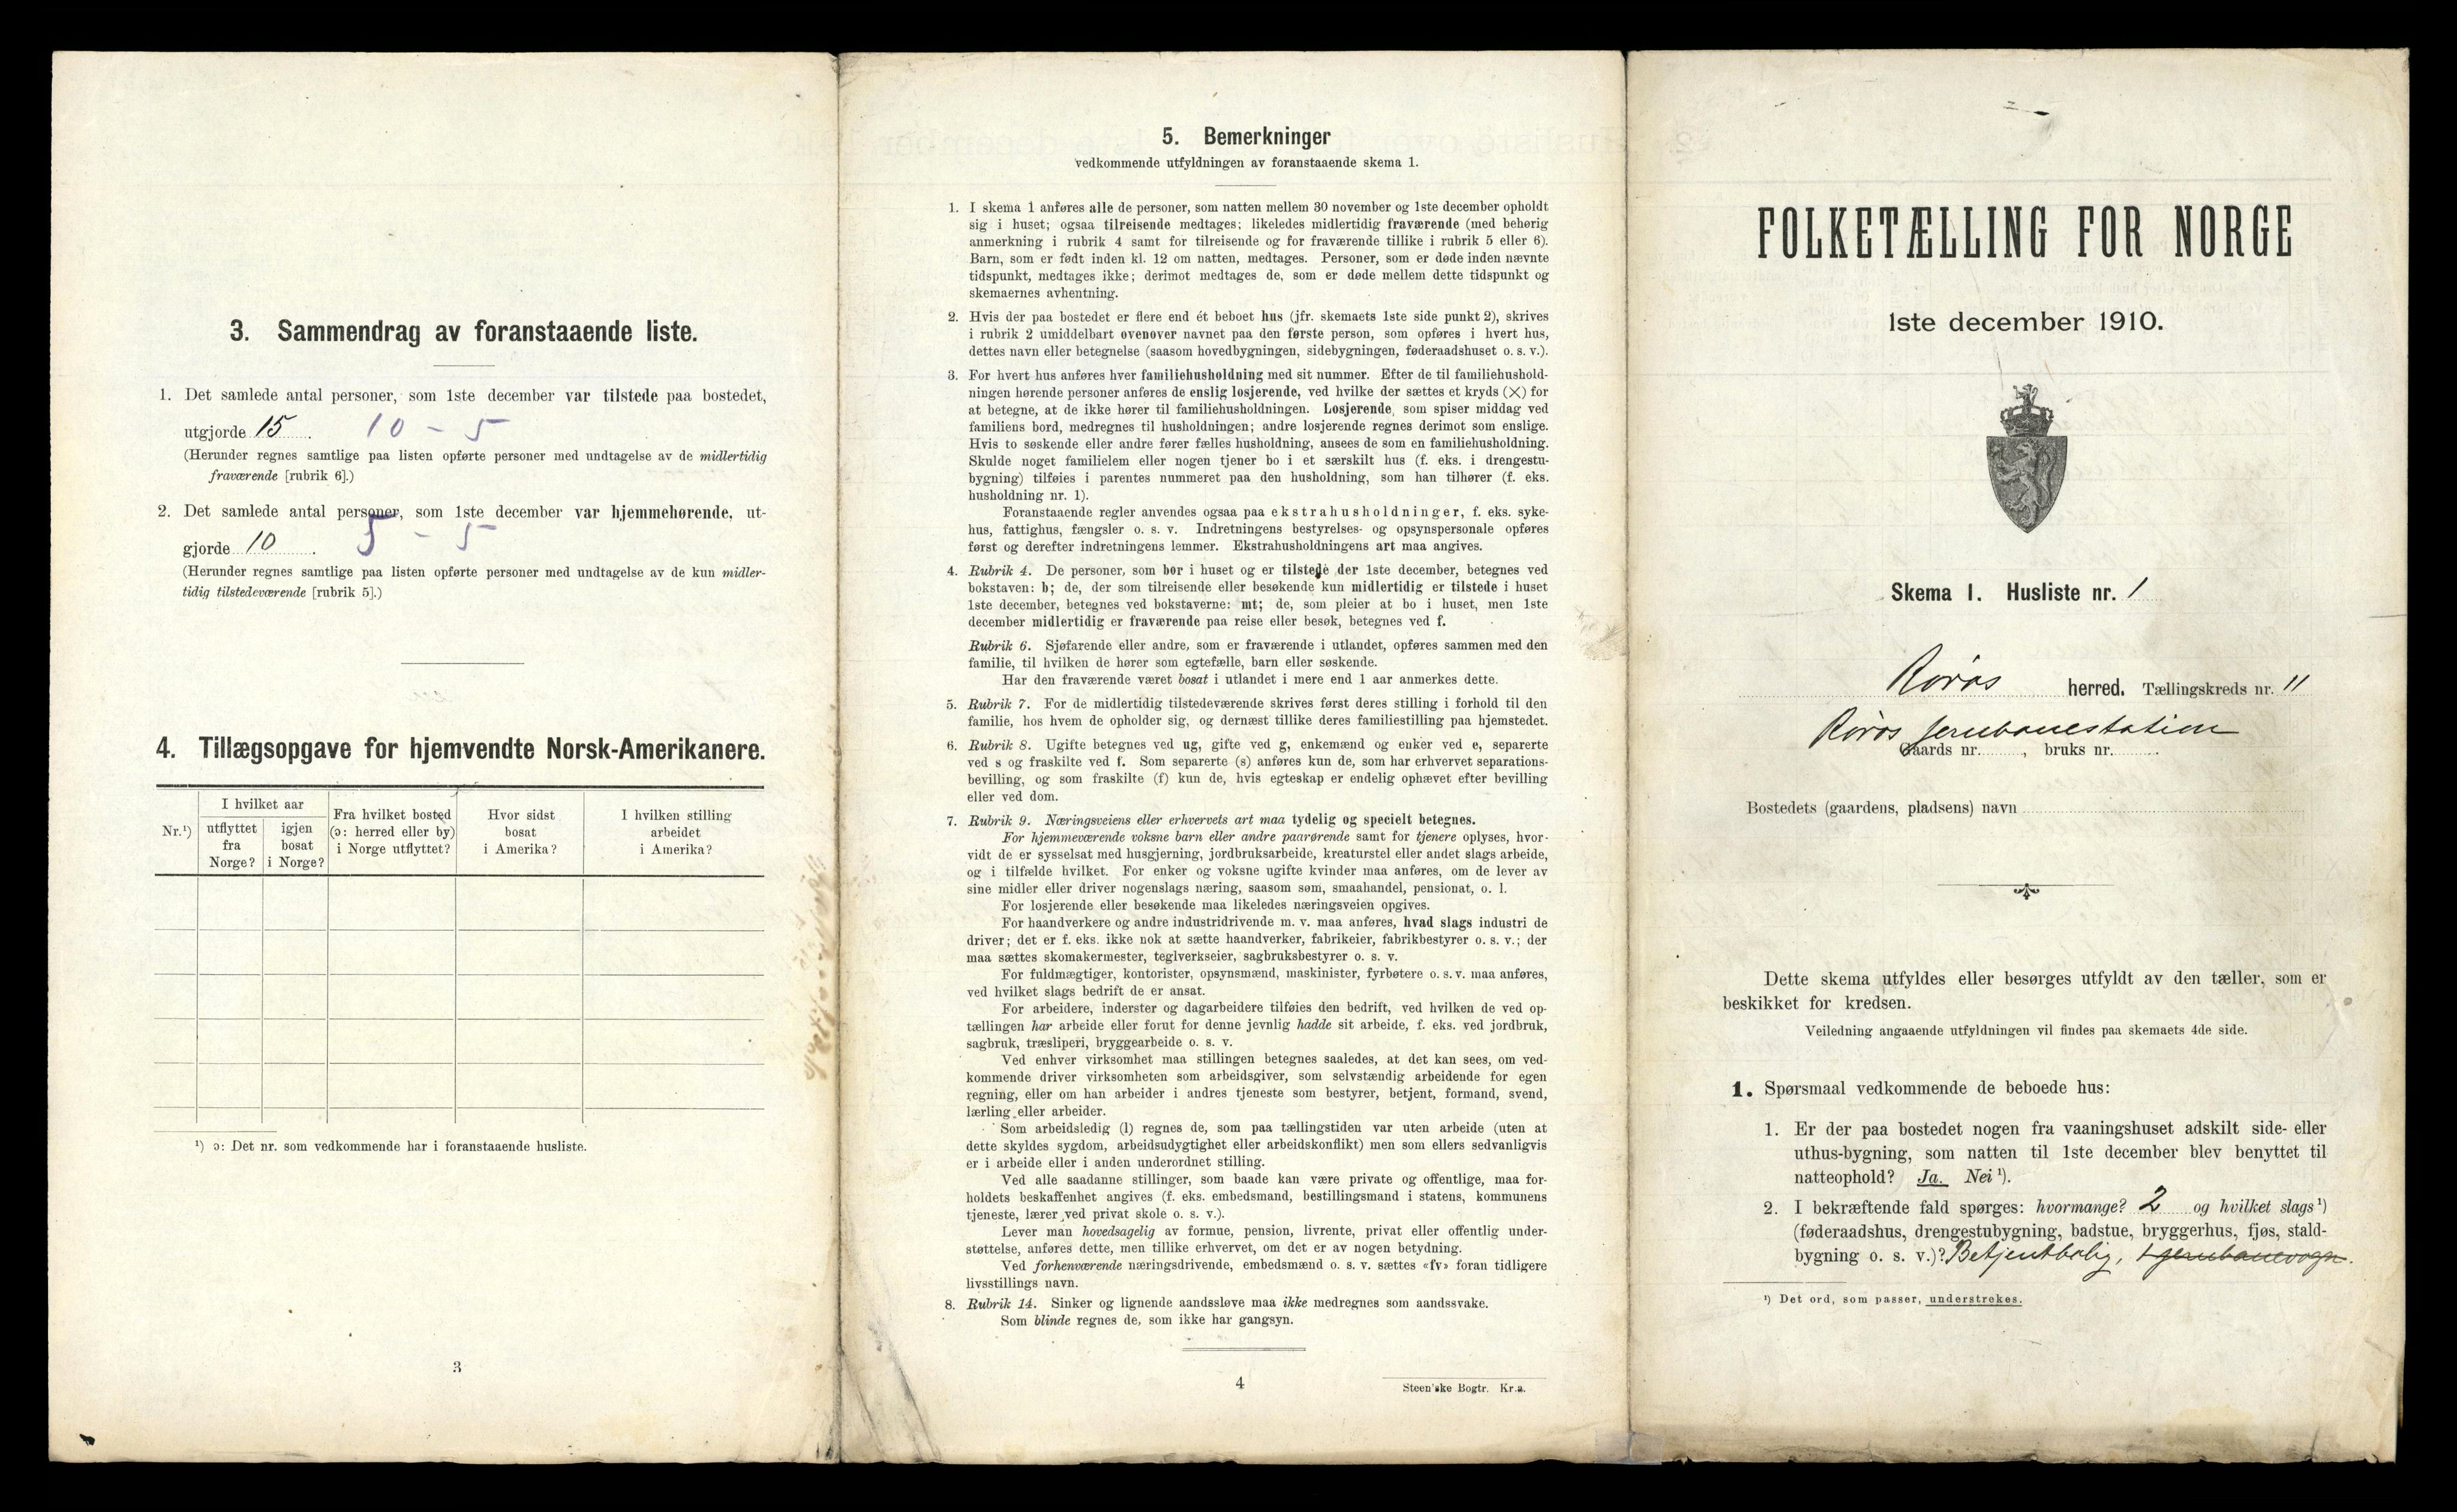 3. Sammendrag av foranstaaende liste.
1. Det samlede antal personer, som 1ste december var tilstede paa bostedet,
utgjorde 15. 10 - 5
(Herunder regnes samtlige paa listen opførte personer med undtagelse av de midlertidig
fraværende [rubrik 6].)
2. Det samlede antal personer, som 1ste december var hjemmehørende, ut-
gjorde 10. 5 - 5
(Herunder regnes samtlige paa listen opførte personer med undtagelse av de kun midler-
tidig tilstedeværende [rubrik 5].)
4. Tillægsopgave for hjemvendte Norsk-Amerikanere.
Nr.¹)
I hvilket aar
utflyttet
fra
Norge?
igjen
bosat
i Norge?
Fra hvilket bosted
(ɔ: herred eller by)
i Norge utflyttet?
Hvor sidst
bosat
i Amerika?
I hvilken stilling
arbeidet
i Amerika?
¹) ɔ: Det nr. som vedkommende har i foranstaaende husliste.
3
5. Bemerkninger
vedkommende utfyldningen av foranstaaende skema 1.
1. I skema 1 anføres alle de personer, som natten mellem 30 november og 1ste december opholdt
sig i huset; ogsaa tilreisende medtages; likeledes midlertidig fraværende (med behørig
anmerkning i rubrik 4 samt for tilreisende og for fraværende tillike i rubrik 5 eller 6).
Barn, som er født inden kl. 12 om natten, medtages. Personer, som er døde inden nævnte
tidspunkt, medtages ikke; derimot medtages de, som er døde mellem dette tidspunkt og
skemaernes avhentning.
2. Hvis der paa bostedet er flere end ét beboet hus (jfr. skemaets 1ste side punkt 2), skrives
i rubrik 2 umiddelbart ovenover navnet paa den første person, som opføres i hvert hus,
dettes navn eller betegnelse (saasom hovedbygningen, sidebygningen, føderaadshuset o. s. v.).
3. For hvert hus anføres hver familiehusholdning med sit nummer. Efter de til familiehushold-
ningen hørende personer anføres de enslig losjerende, ved hvilke der sættes et kryds (×) for
at betegne, at de ikke hører til familiehusholdningen. Losjerende, som spiser middag ved
familiens bord, medregnes til husholdningen; andre losjerende regnes derimot som enslige.
Hvis to søskende eller andre fører fælles husholdning, ansees de som en familiehusholdning.
Skulde noget familielem eller nogen tjener bo i et særskilt hus (f. eks. i drengestu-
bygning) tilføies i parentes nummeret paa den husholdning, som han tilhører (f. eks.
husholdning nr. 1).
Foranstaaende regler anvendes ogsaa paa ekstrahusholdninger, f. eks. syke-
hus, fattighus, fængsler o. s. v. Indretningens bestyrelses- og opsynspersonale opføres
først og derefter indretningens lemmer. Ekstrahusholdningens art maa angives.
4. Rubrik 4. De personer, som bor i huset og er tilstede der 1ste december, betegnes ved
bokstaven: b; de, der som tilreisende eller besøkende kun midlertidig er tilstede i huset
1ste december, betegnes ved bokstaverne: mt; de, som pleier at bo i huset, men 1ste
december midlertidig er fraværende paa reise eller besøk, betegnes ved f.
Rubrik 6. Sjøfarende eller andre, som er fraværende i utlandet, opføres sammen med den
familie, til hvilken de hører som egtefælle, barn eller søskende.
Har den fraværende været bosat i utlandet i mere end 1 aar anmerkes dette.
5. Rubrik 7. For de midlertidig tilstedeværende skrives først deres stilling i forhold til den
familie, hos hvem de opholder sig, og dernæst tillike deres familiestilling paa hjemstedet.
6. Rubrik 8. Ugifte betegnes ved ug, gifte ved g, enkemænd og enker ved e, separerte
ved s og fraskilte ved f. Som separerte (s) anføres kun de, som har erhvervet separations-
bevilling, og som fraskilte (f) kun de, hvis egteskap er endelig ophævet efter bevilling
eller ved dom.
7. Rubrik 9. Næringsveiens eller erhvervets art maa tydelig og specielt betegnes.
For hjemmeværende voksne barn eller andre paarørende samt for tjenere oplyses, hvor-
vidt de er sysselsat med husgjerning, jordbruksarbeide, kreaturstel eller andet slags arbeide,
og i tilfælde hvilket. For enker og voksne ugifte kvinder maa anføres, om de lever av
sine midler eller driver nogenslags næring, saasom søm, smaahandel, pensionat, o. l.
For losjerende eller besøkende maa likeledes næringsveien opgives.
For haandverkere og andre industridrivende m. v. maa anføres, hvad slags industri de
driver; det er f. eks. ikke nok at sætte haandverker, fabrikeier, fabrikbestyrer o. s. v.; der
maa sættes skomakermester, teglverkseier, sagbruksbestyrer o. s. v.
For fuldmægtiger, kontorister, opsynsmænd, maskinister, fyrbøtere o. s. v. maa anføres,
ved hvilket slags bedrift de er ansat.
For arbeidere, inderster og dagarbeidere tilføies den bedrift, ved hvilken de ved op-
tællingen har arbeide eller forut for denne jevnlig hadde sit arbeide, f. eks. ved jordbruk,
sagbruk, træsliperi, bryggearbeide o. s. v.
Ved enhver virksomhet maa stillingen betegnes saaledes, at det kan sees, om ved-
kommende driver virksomheten som arbeidsgiver, som selvstændig arbeidende for egen
regning, eller om han arbeider i andres tjeneste som bestyrer, betjent, formand, svend,
lærling eller arbeider.
Som arbeidsledig (l) regnes de, som paa tællingstiden var uten arbeide (uten at
dette skyldes sygdom, arbeidsudygtighet eller arbeidskonflikt) men som ellers sedvanligvis
er i arbeide eller i anden underordnet stilling.
Ved alle saadanne stillinger, som baade kan være private og offentlige, maa for-
holdets beskaffenhet angives (f. eks. embedsmand, bestillingsmand i statens, kommunens
tjeneste, lærer ved privat skole o. s. v.).
Lever man hovedsagelig av formue, pension, livrente, privat eller offentlig under-
støttelse, anføres dette, men tillike erhvervet, om det er av nogen betydning.
Ved forhenværende næringsdrivende, embedsmænd o. s. v. sættes «fv» foran tidligere
livsstillings navn.
8. Rubrik 14. Sinker og lignende aandssløve maa ikke medregnes som aandssvake.
Som blinde regnes de, som ikke har gangsyn.
4
Steen'ske Bogtr. Kr.a.
FOLKETÆLLING FOR NORGE
1ste december 1910.
Skema 1. Husliste nr. 1
Røros herred. Tællingskreds nr. 11
Røros Jernbanestation
Gaards nr. , bruks nr. .
Bostedets (gaardens, pladsens) navn
Dette skema utfyldes eller besørges utfyldt av den tæller, som er
beskikket for kredsen.
Veiledning angaaende utfyldningen vil findes paa skemaets 4de side.
1. Spørsmaal vedkommende de beboede hus:
1. Er der paa bostedet nogen fra vaaningshuset adskilt side- eller
uthus-bygning, som natten til 1ste december blev benyttet til
natteophold? Ja. Nei ¹).
2. I bekræftende fald spørges: hvormange? 2 og hvilket slags ¹)
(føderaadshus, drengestubygning, badstue, bryggerhus, fjøs, stald-
bygning o. s. v.)? Betjentbolig, 1 jernbanevogn.
¹) Det ord, som passer, understrekes.